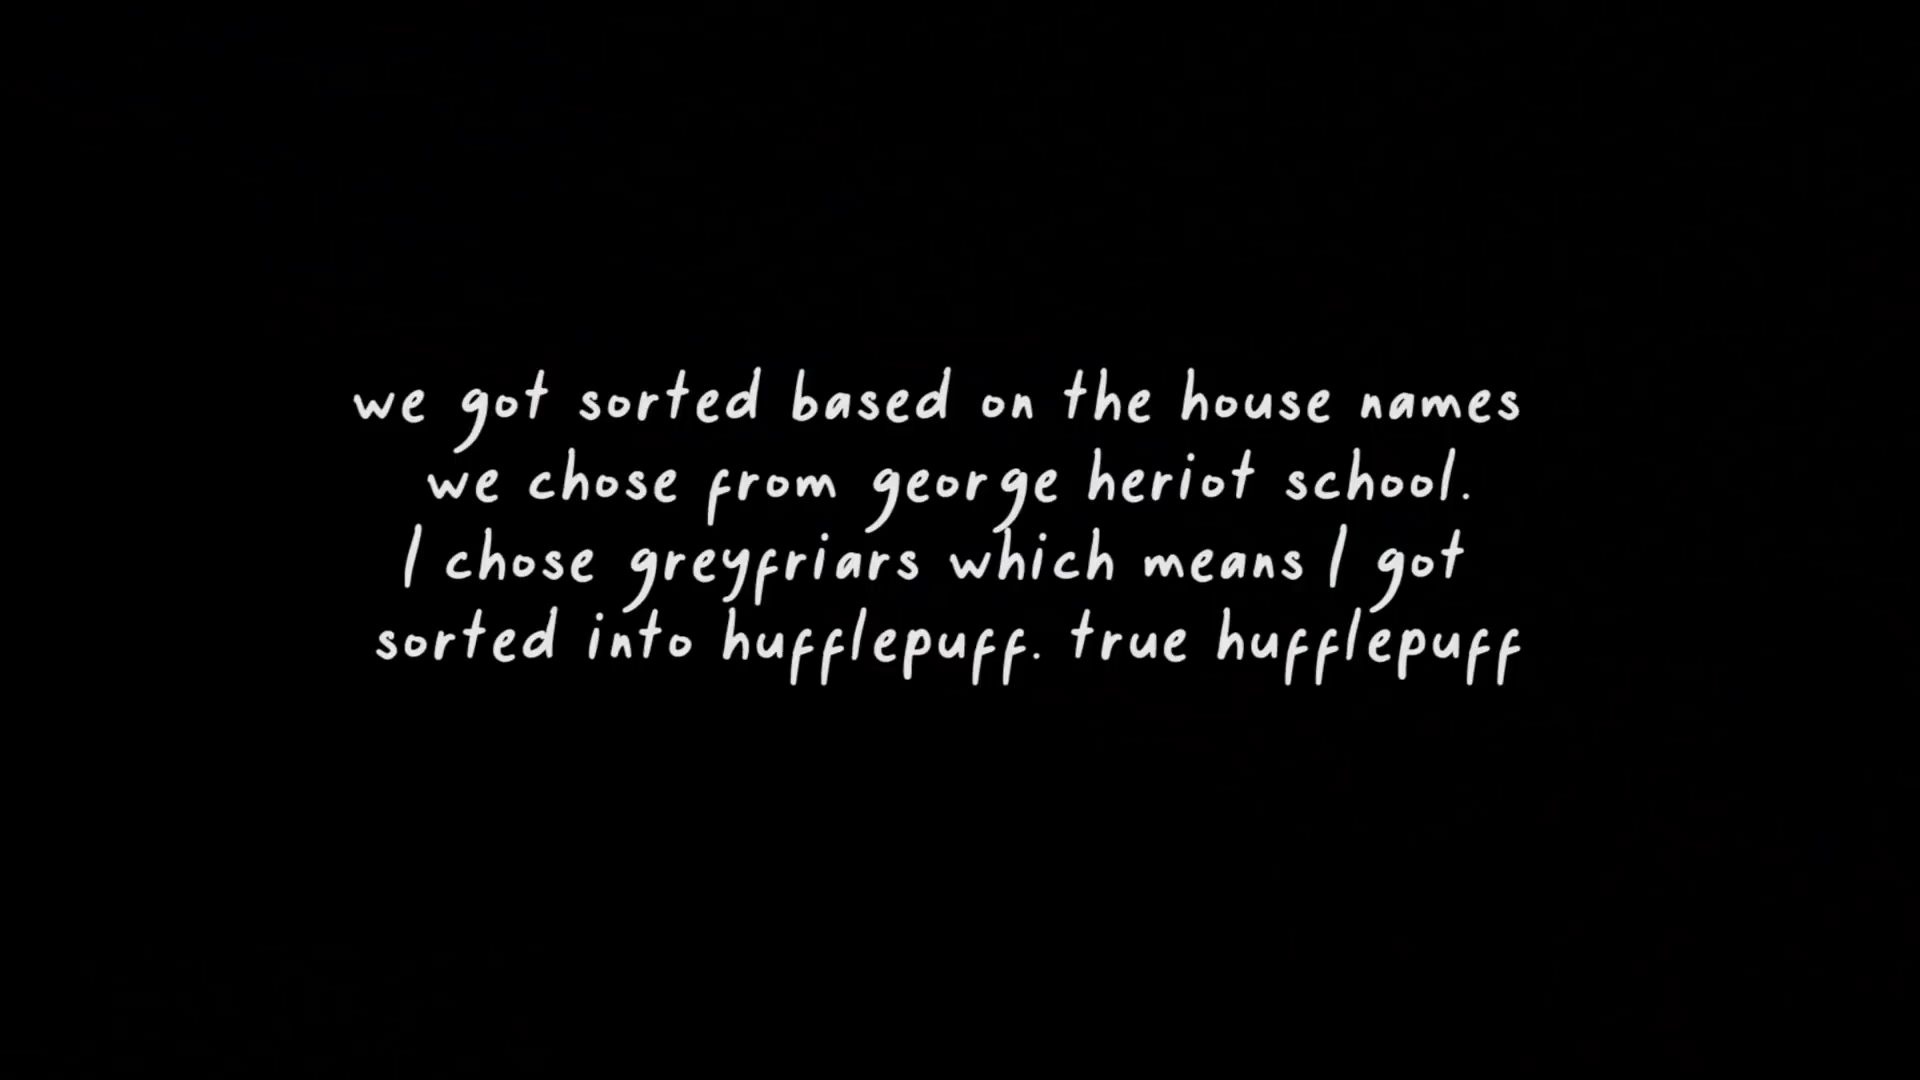 we got sorted based on the house names
we chose from george heriot school.
I chose greyfriars which means I got
sorted into hufflepuff. true hufflepuff